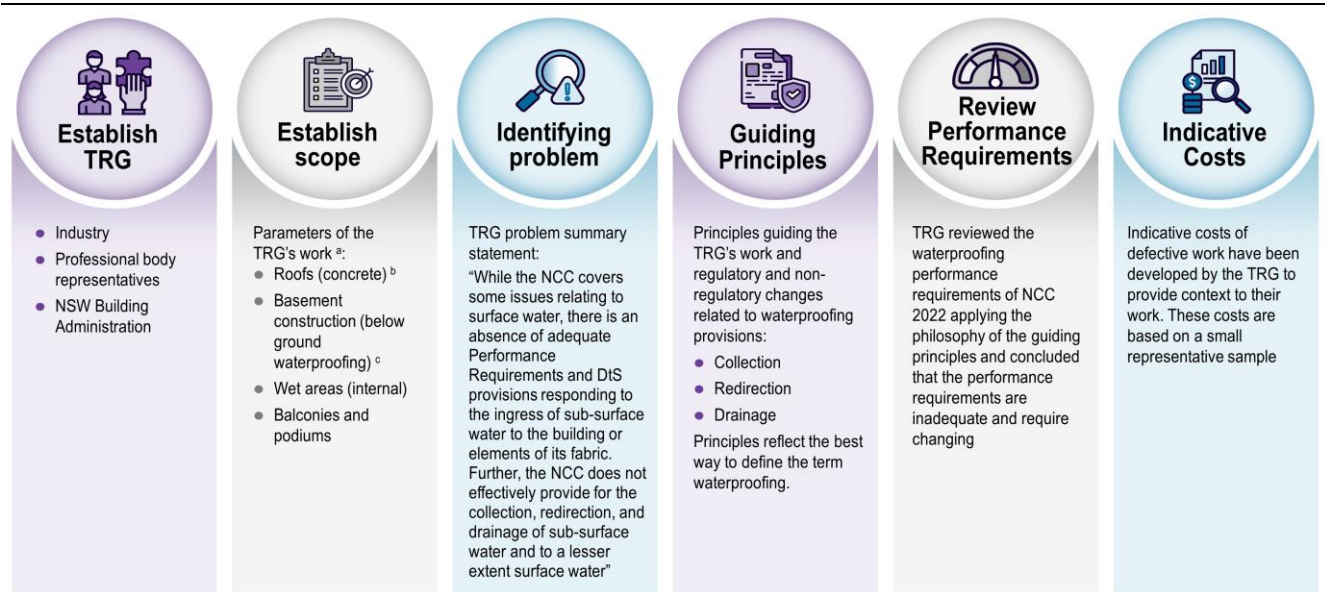 Establish
TRG
Industry
Professional body
representatives
NSW Building
Administration
Establish
scope
Parameters of the
TRG's work ᵃ:
Roofs (concrete) ᵇ
Basement
construction (below
ground
waterproofing) ᶜ
Wet areas (internal)
Balconies and
podiums
Identifying
problem
TRG problem summary
statement:
“While the NCC covers
some issues relating to
surface water, there is an
absence of adequate
Performance
Requirements and DtS
provisions responding to
the ingress of sub-surface
water to the building or
elements of its fabric.
Further, the NCC does not
effectively provide for the
collection, redirection, and
drainage of sub-surface
water and to a lesser
extent surface water”
Guiding
Principles
Principles guiding the
TRG's work and
regulatory and non-
regulatory changes
related to waterproofing
provisions:
Collection
Redirection
Drainage
Principles reflect the best
way to define the term
waterproofing.
Review
Performance
Requirements
TRG reviewed the
waterproofing
performance
requirements of NCC
2022 applying the
philosophy of the guiding
principles and concluded
that the performance
requirements are
inadequate and require
changing
Indicative
Costs
Indicative costs of
defective work have been
developed by the TRG to
provide context to their
work. These costs are
based on a small
representative sample